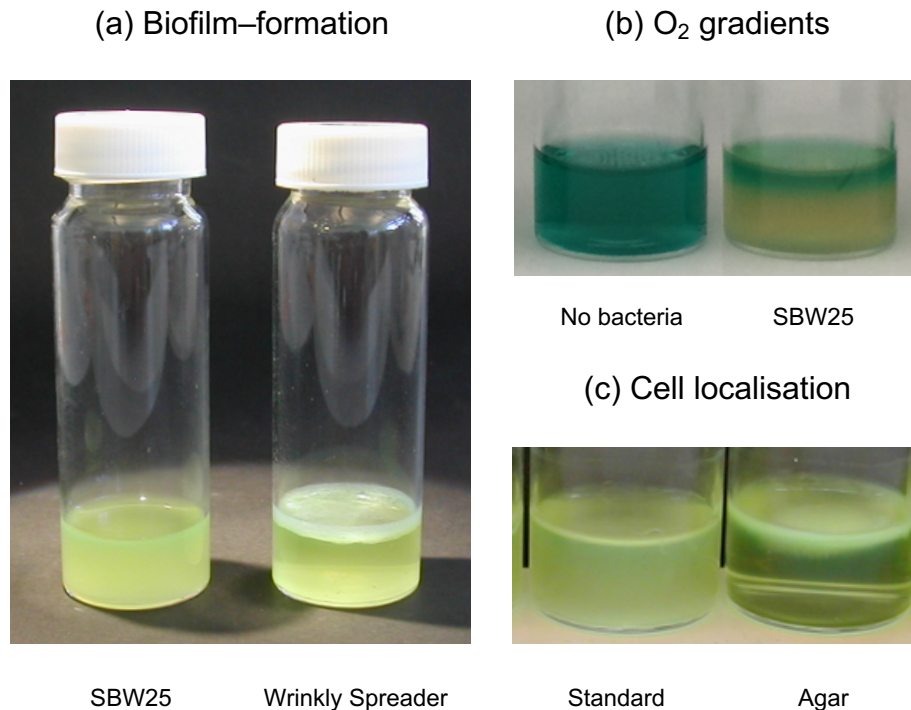 (a) Biofilm–formation
SBW25
Wrinkly Spreader
(b) O₂ gradients
No bacteria
SBW25
(c) Cell localisation
Standard
Agar